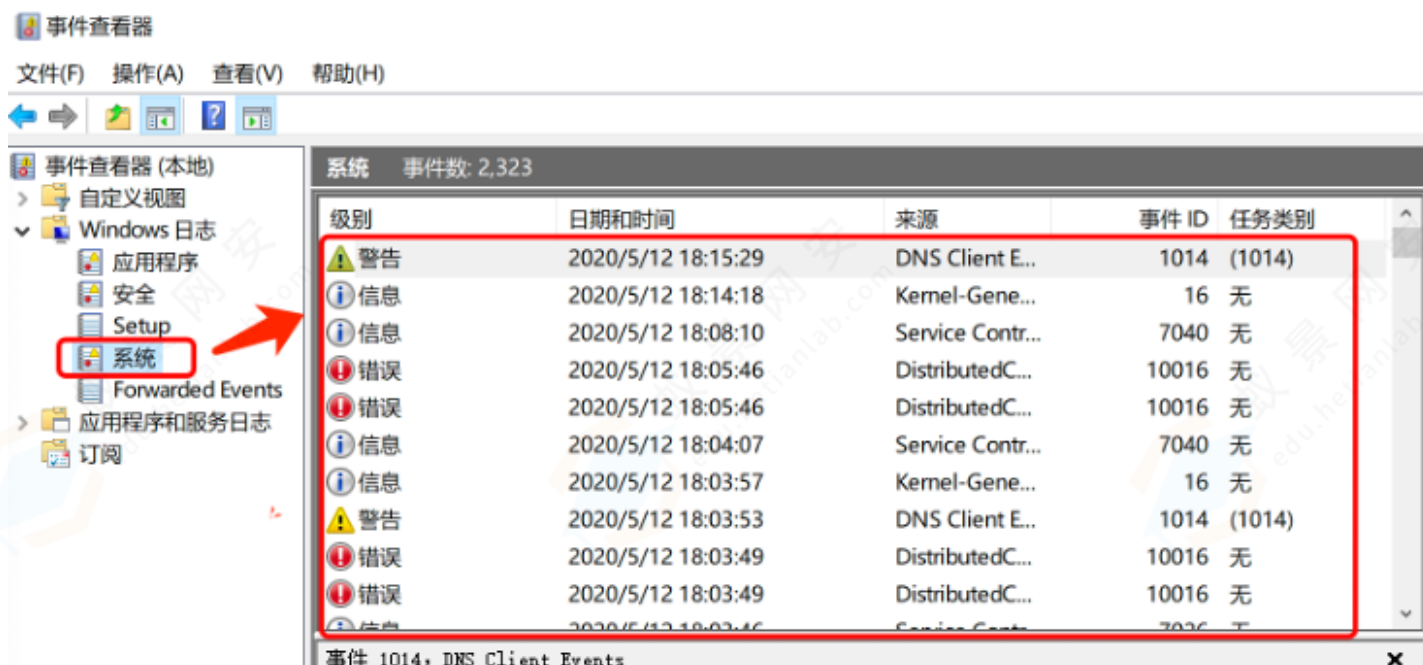 事件查看器
文件(F) 操作(A) 查看(V) 帮助(H)
事件查看器 (本地)
自定义视图
Windows 日志
应用程序
安全
Setup
系统
Forwarded Events
应用程序和服务日志
订阅
系统 事件数: 2,323
级别 日期和时间 来源 事件 ID 任务类别
警告 2020/5/12 18:15:29 DNS Client E... 1014 (1014)
信息 2020/5/12 18:14:18 Kernel-Gene... 16 无
信息 2020/5/12 18:08:10 Service Contr... 7040 无
错误 2020/5/12 18:05:46 DistributedC... 10016 无
错误 2020/5/12 18:05:46 DistributedC... 10016 无
信息 2020/5/12 18:04:07 Service Contr... 7040 无
信息 2020/5/12 18:03:57 Kernel-Gene... 16 无
警告 2020/5/12 18:03:53 DNS Client E... 1014 (1014)
错误 2020/5/12 18:03:49 DistributedC... 10016 无
错误 2020/5/12 18:03:49 DistributedC... 10016 无
事件 1014，DNS Client Events